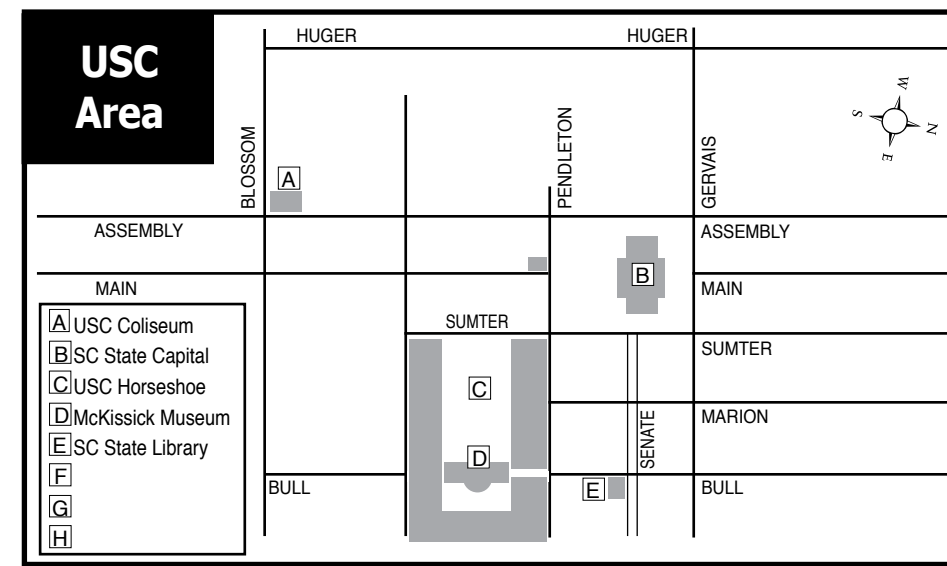 USC
Area
HUGER
HUGER
BLOSSOM
PENDLETON
GERVAIS
W
S
N
E
A
ASSEMBLY
ASSEMBLY
B
MAIN
MAIN
A USC Coliseum
B SC State Capital
C USC Horseshoe
D McKissick Museum
E SC State Library
F
G
H
SUMTER
SUMTER
C
MARION
SENATE
D
BULL
E
BULL